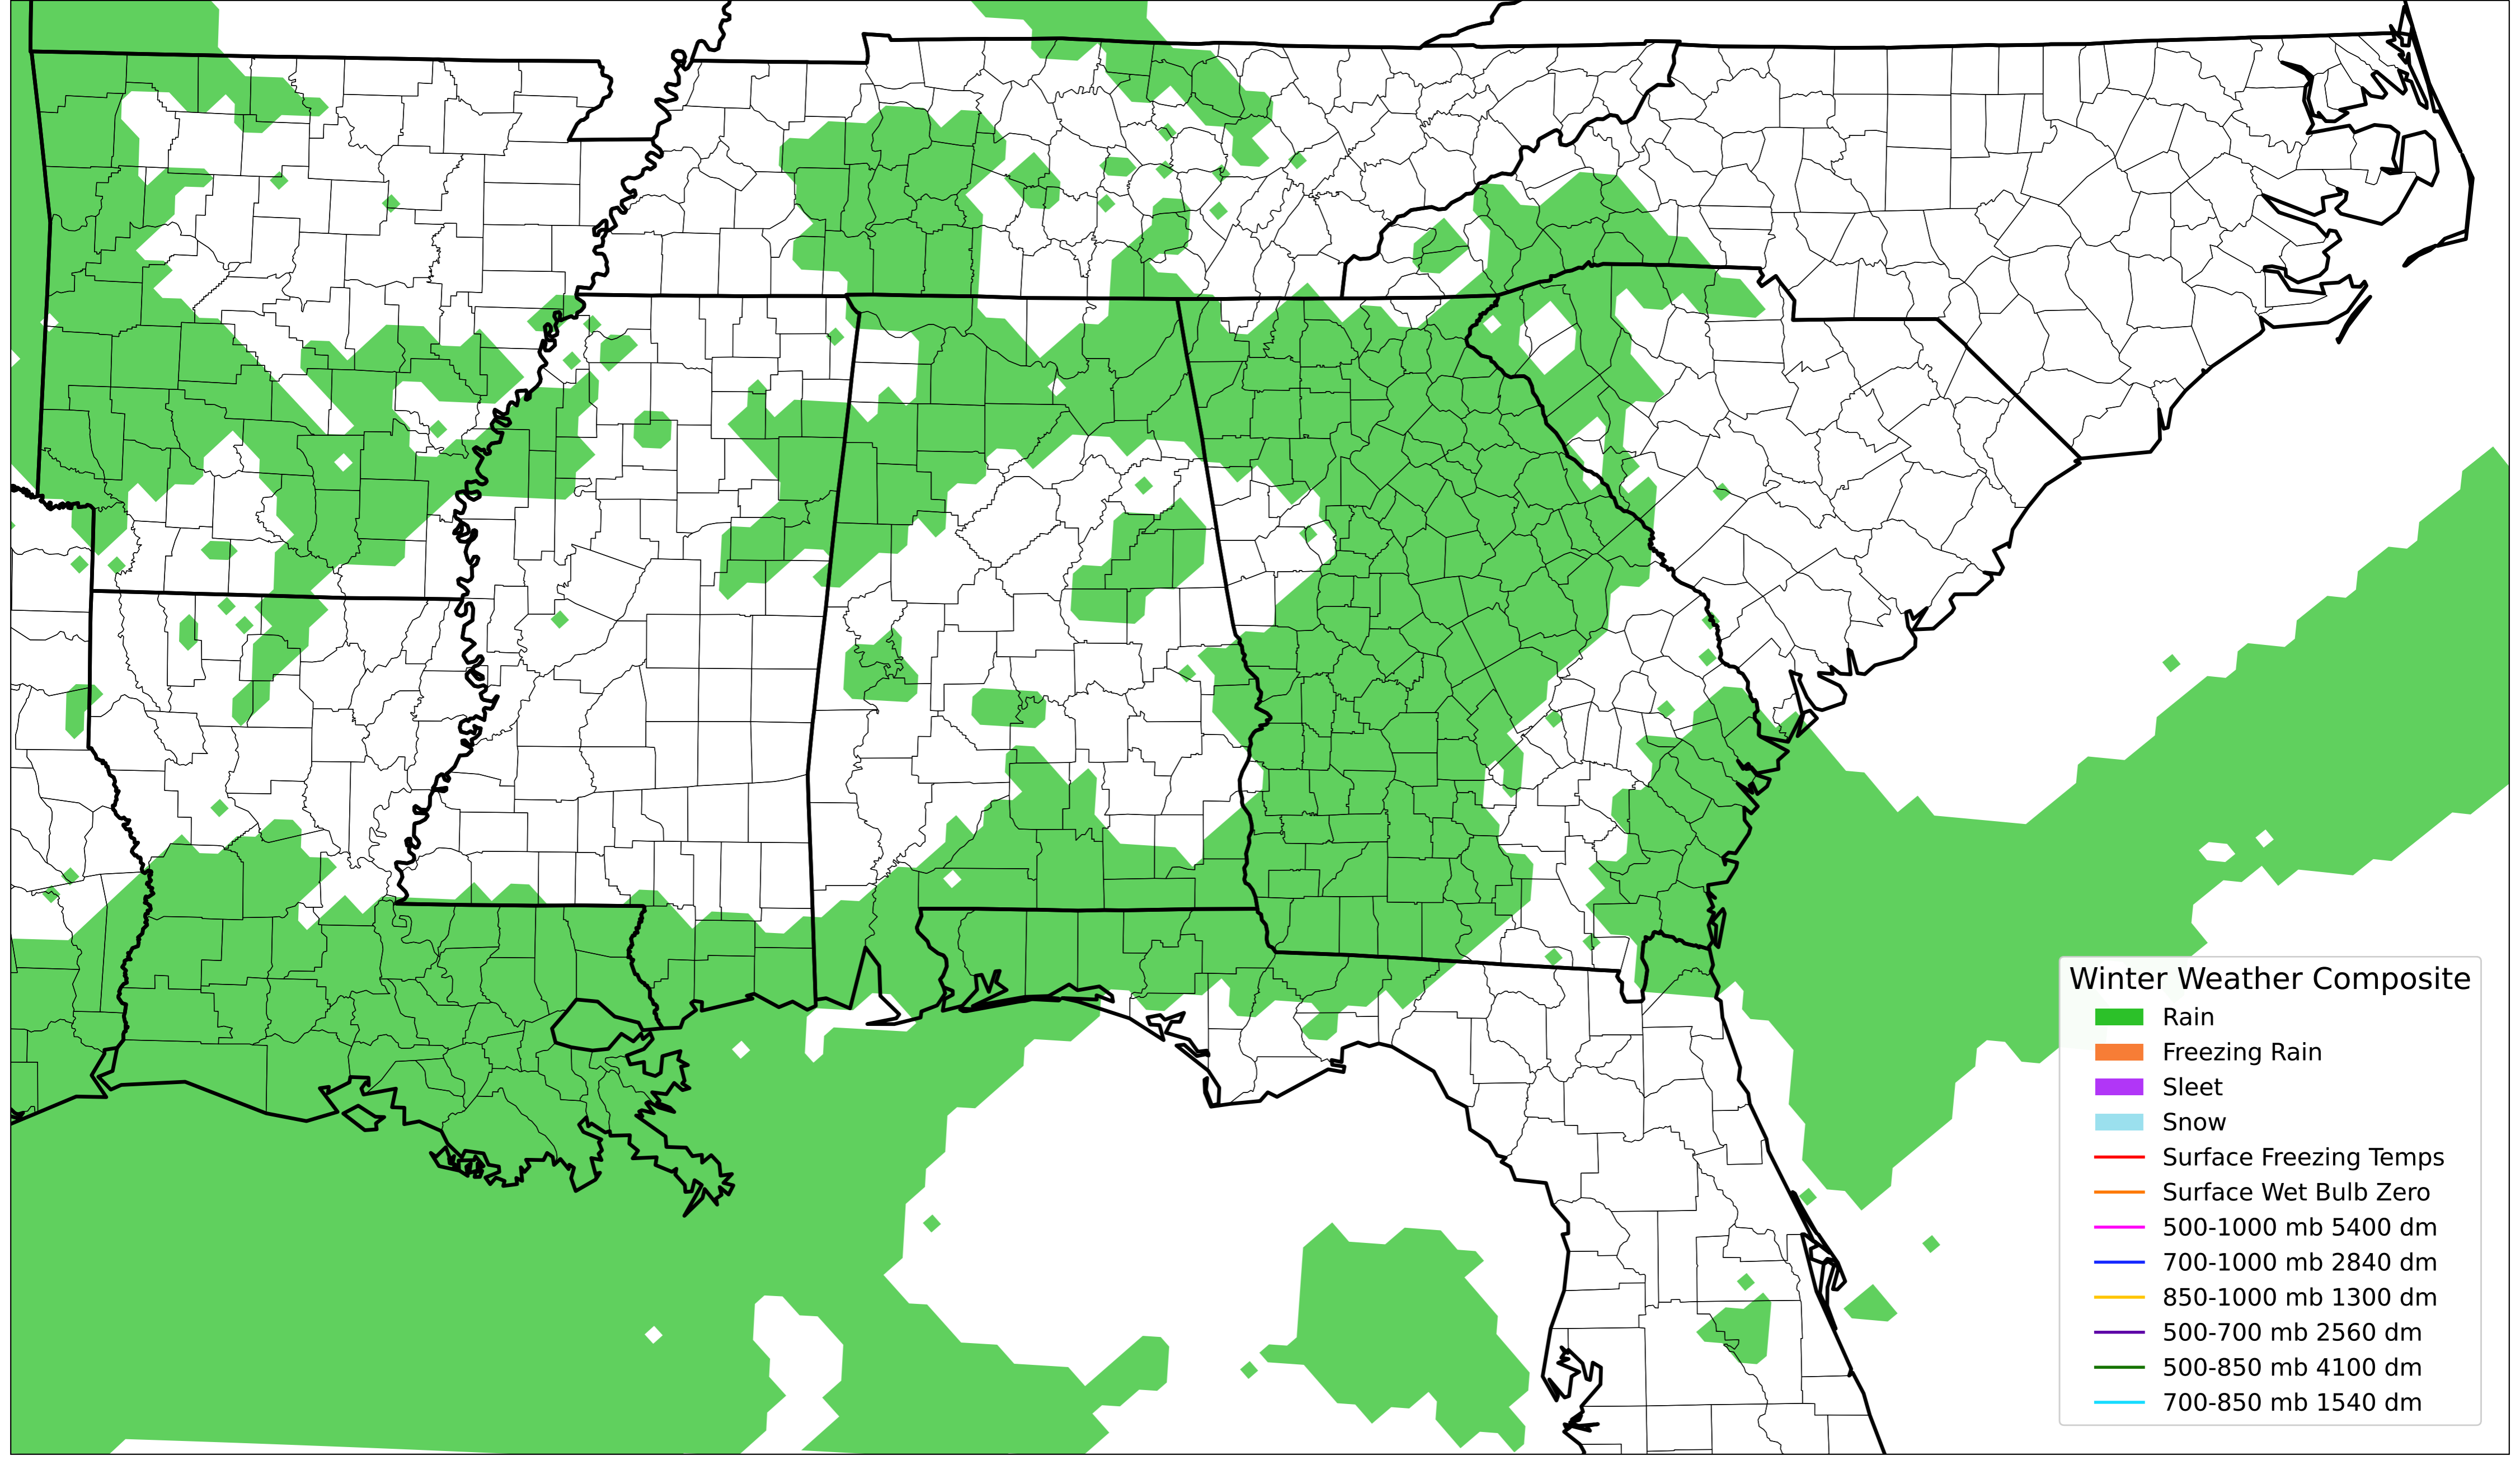 Winter Weather Composite
Rain
Freezing Rain
Sleet
Snow
Surface Freezing Temps
Surface Wet Bulb Zero
500-1000 mb 5400 dm
700-1000 mb 2840 dm
850-1000 mb 1300 dm
500-700 mb 2560 dm
500-850 mb 4100 dm
700-850 mb 1540 dm